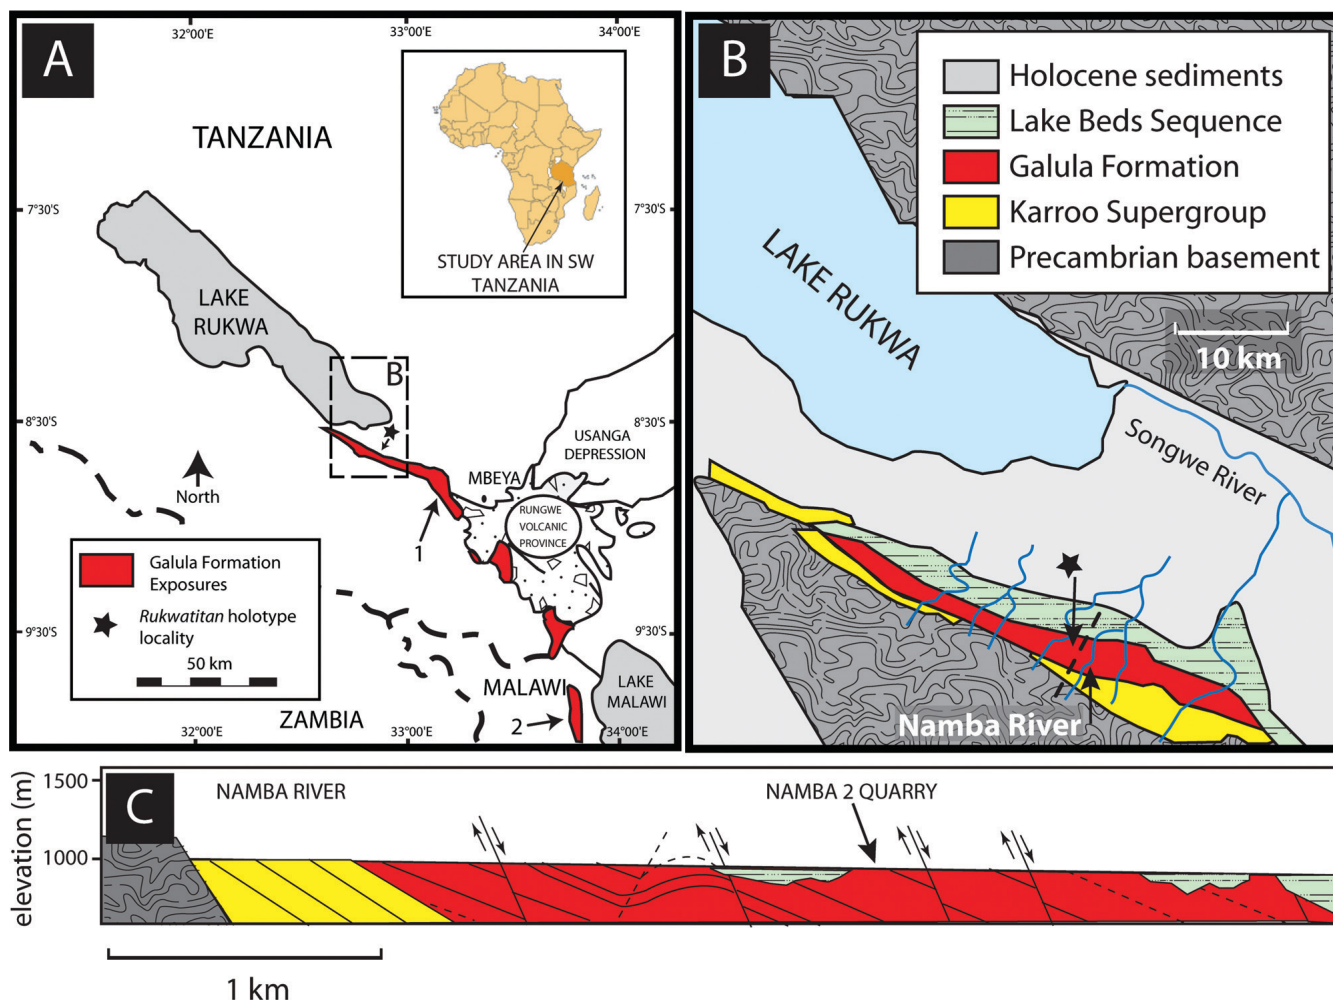 A
32°00'E
33°00'E
34°00'E
TANZANIA
STUDY AREA IN SW
TANZANIA
7°30'S
7°30'S
LAKE
RUKWA
B
8°30'S
8°30'S
USANGA
DEPRESSION
MBEYA
North
RUNGWE
VOLCANIC
PROVINCE
1
Galula Formation
Exposures
Rukwatitan holotype
locality
50 km
9°30'S
9°30'S
MALAWI
LAKE
MALAWI
ZAMBIA
2
32°00'E
33°00'E
34°00'E
B
Holocene sediments
Lake Beds Sequence
Galula Formation
Karroo Supergroup
Precambrian basement
LAKE RUKWA
10 km
Songwe River
Namba River
C
elevation (m)
1500
1000
NAMBA RIVER
NAMBA 2 QUARRY
1 km